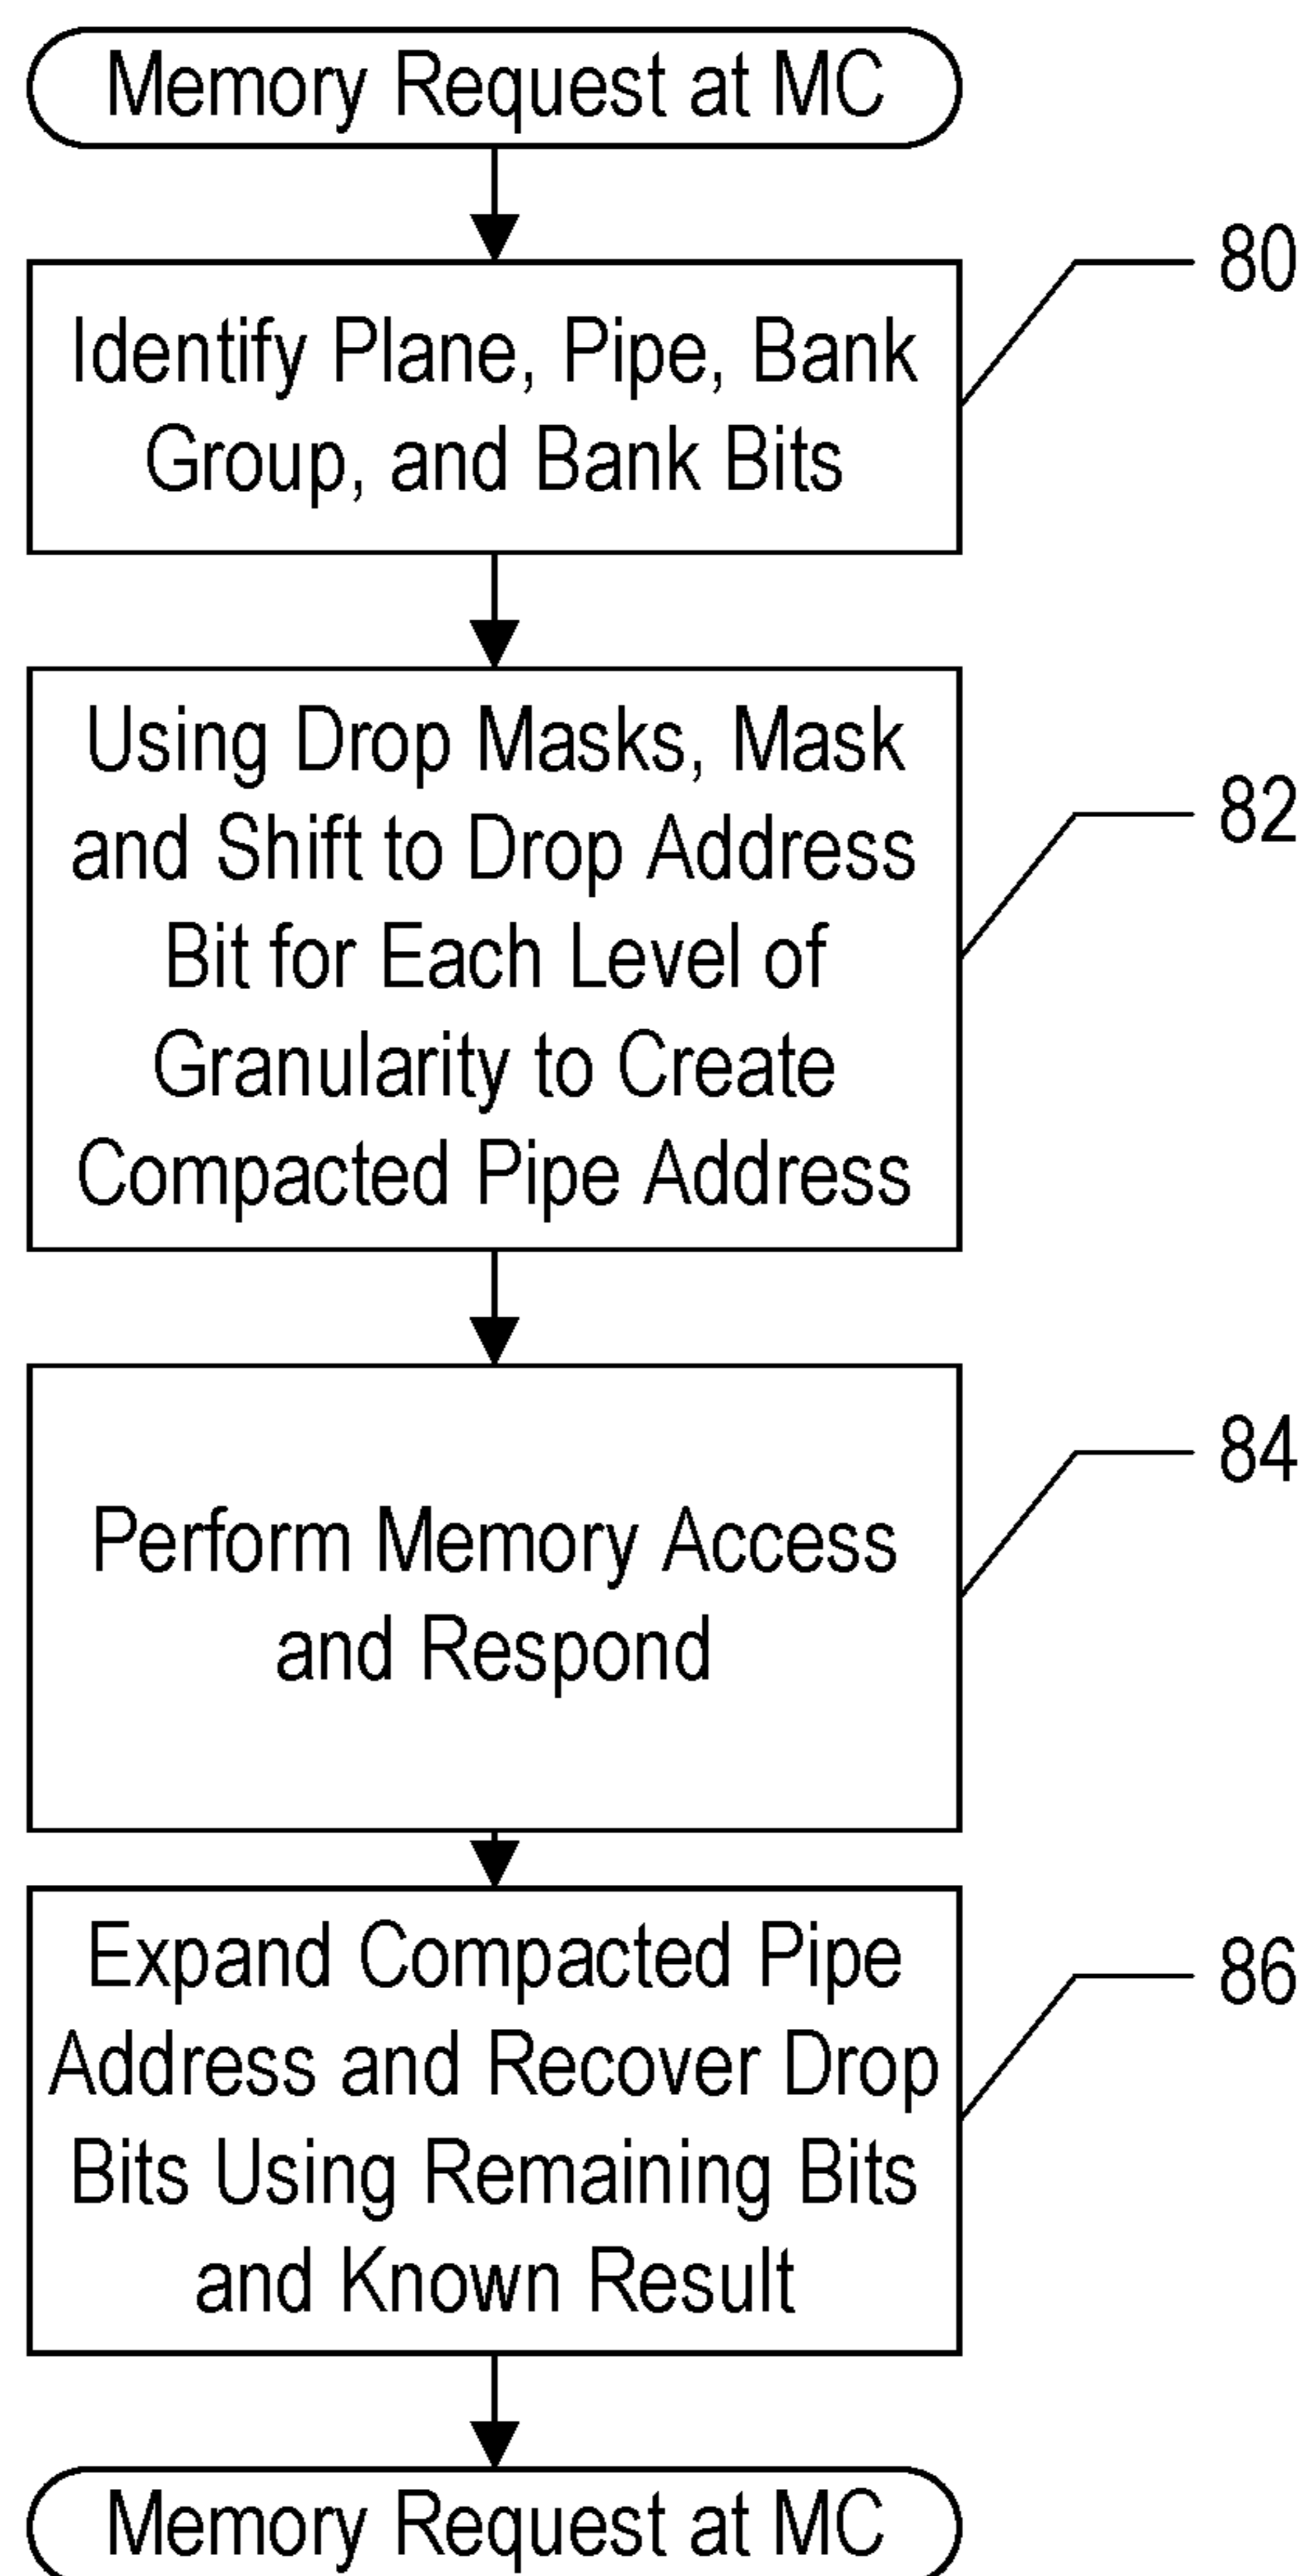 Memory Request at MC
80
Identify Plane, Pipe, Bank
Group, and Bank Bits
82
Using Drop Masks, Mask
and Shift to Drop Address
Bit for Each Level of
Granularity to Create
Compacted Pipe Address
84
Perform Memory Access
and Respond
86
Expand Compacted Pipe
Address and Recover Drop
Bits Using Remaining Bits
and Known Result
Memory Request at MC